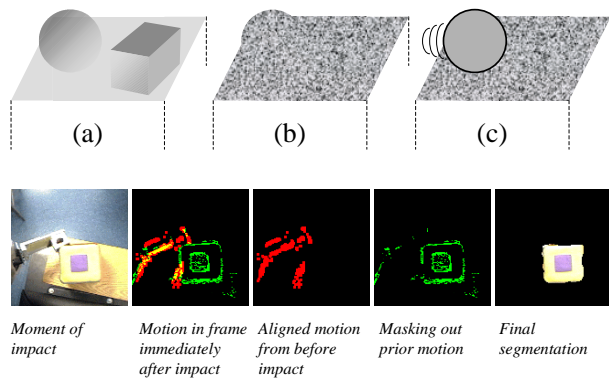 (a) (b) (c)
Moment of impact
Motion in frame immediately after impact
Aligned motion from before impact
Masking out prior motion
Final segmentation